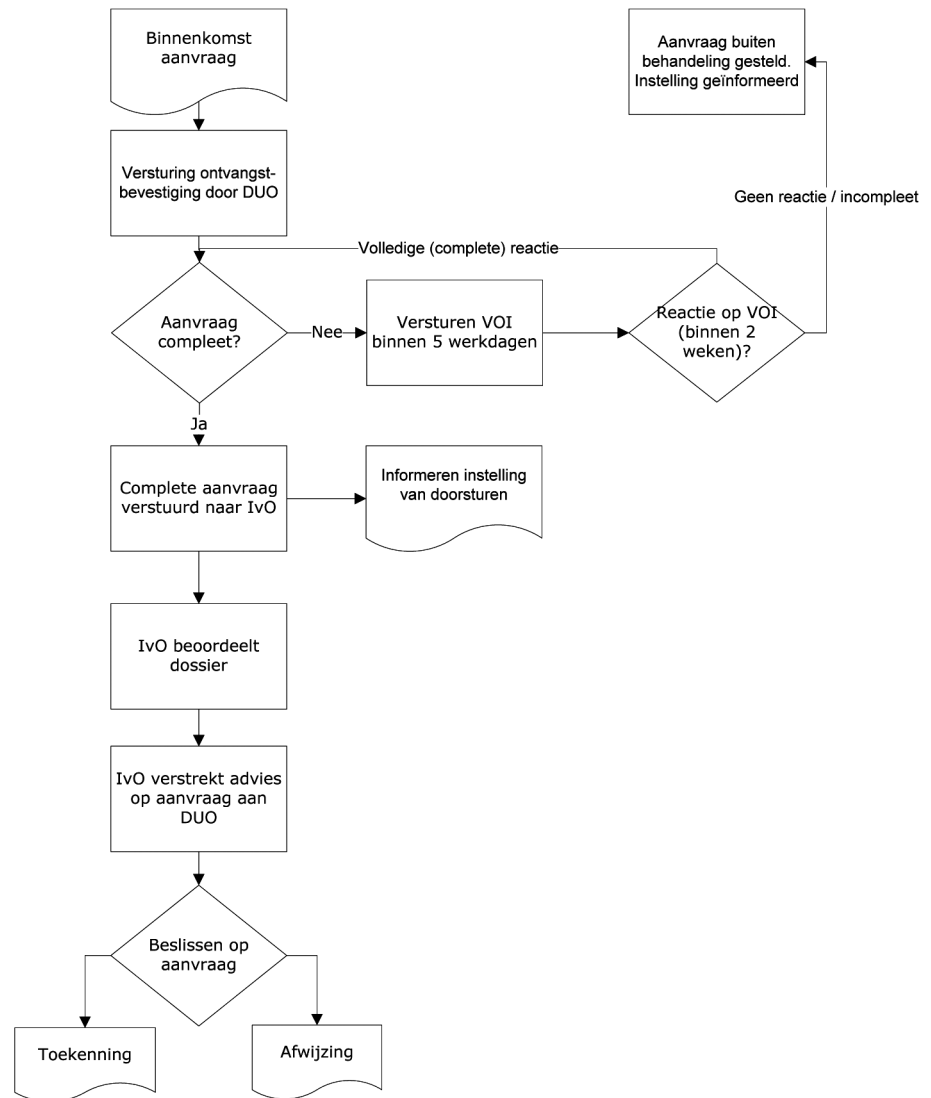 Binnenkomst
aanvraag
Aanvraag buiten
behandeling gesteld.
Instelling geïnformeerd
Versturing ontvangst-
bevestiging door DUO
Geen reactie / incompleet
Volledige (complete) reactie
Aanvraag
compleet?
Nee
Versturen VOI
binnen 5 werkdagen
Reactie op VOI
(binnen 2
weken)?
Ja
Complete aanvraag
verstuurd naar IvO
Informeren instelling
van doorsturen
IvO beoordeelt
dossier
IvO verstrekt advies
op aanvraag aan
DUO
Beslissen op
aanvraag
Toekenning
Afwijzing